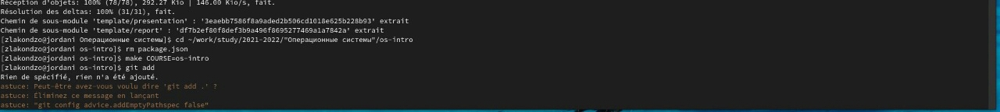 Réception d'objets: 100% (78/78), 292.27 Kio | 146.00 Kio/s, fait.
Résolution des deltas: 100% (31/31), fait.
Chemin de sous-module 'template/presentation' : '3eaebb7586f8a9aded2b506cd1018e625b228b93' extrait
Chemin de sous-module 'template/report' : 'df7b2ef80f8def3b9a496f8695277469a1a7842a' extrait
[zlakondzo@jordani Операционные системы]$ cd ~/work/study/2021-2022/"Операционные системы"/os-intro
[zlakondzo@jordani os-intro]$ rm package.json
[zlakondzo@jordani os-intro]$ make COURSE=os-intro
[zlakondzo@jordani os-intro]$ git add
Rien de spécifié, rien n'a été ajouté.
astuce: Peut-être avez-vous voulu dire 'git add .' ?
astuce: Éliminez ce message en lançant
astuce: "git config advice.addEmptyPathspec false"